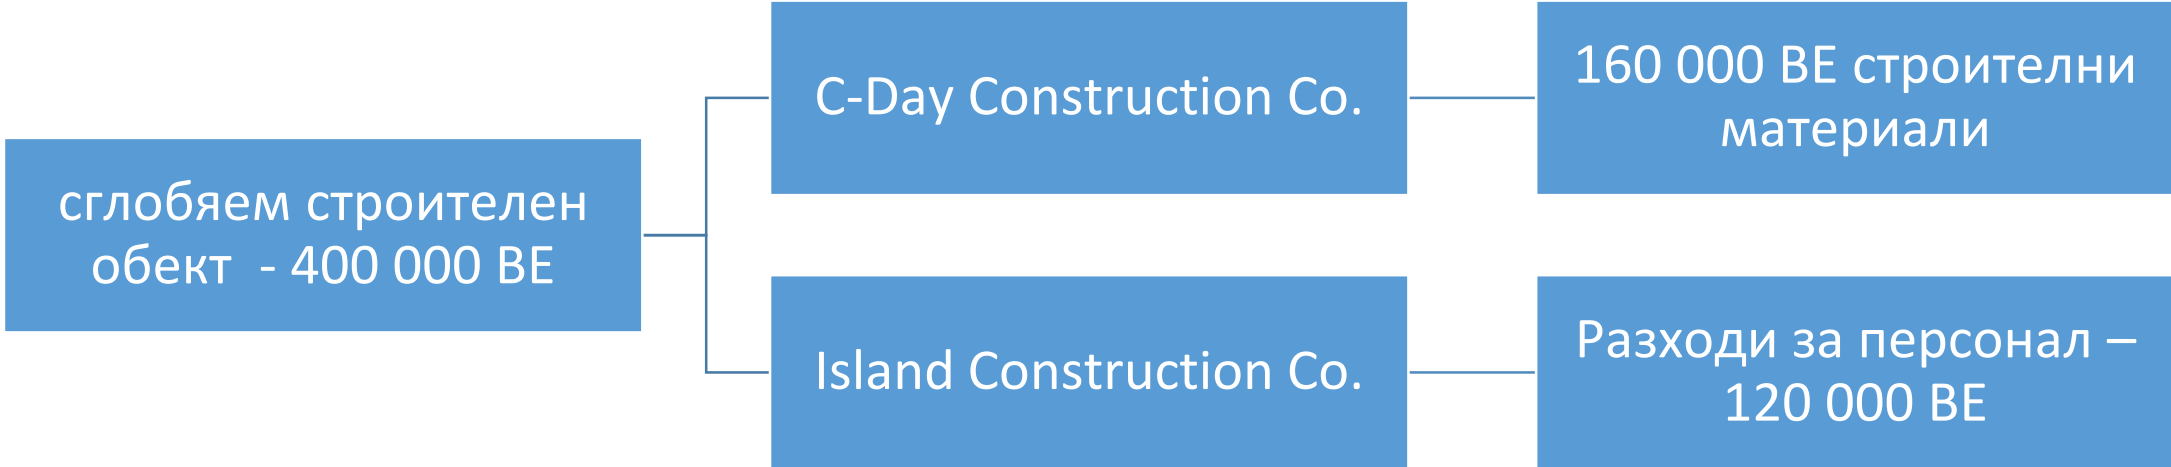 сглобяем строителен
обект - 400 000 ВЕ
C-Day Construction Co.
160 000 ВЕ строителни
материали
Island Construction Co.
Разходи за персонал –
120 000 ВЕ